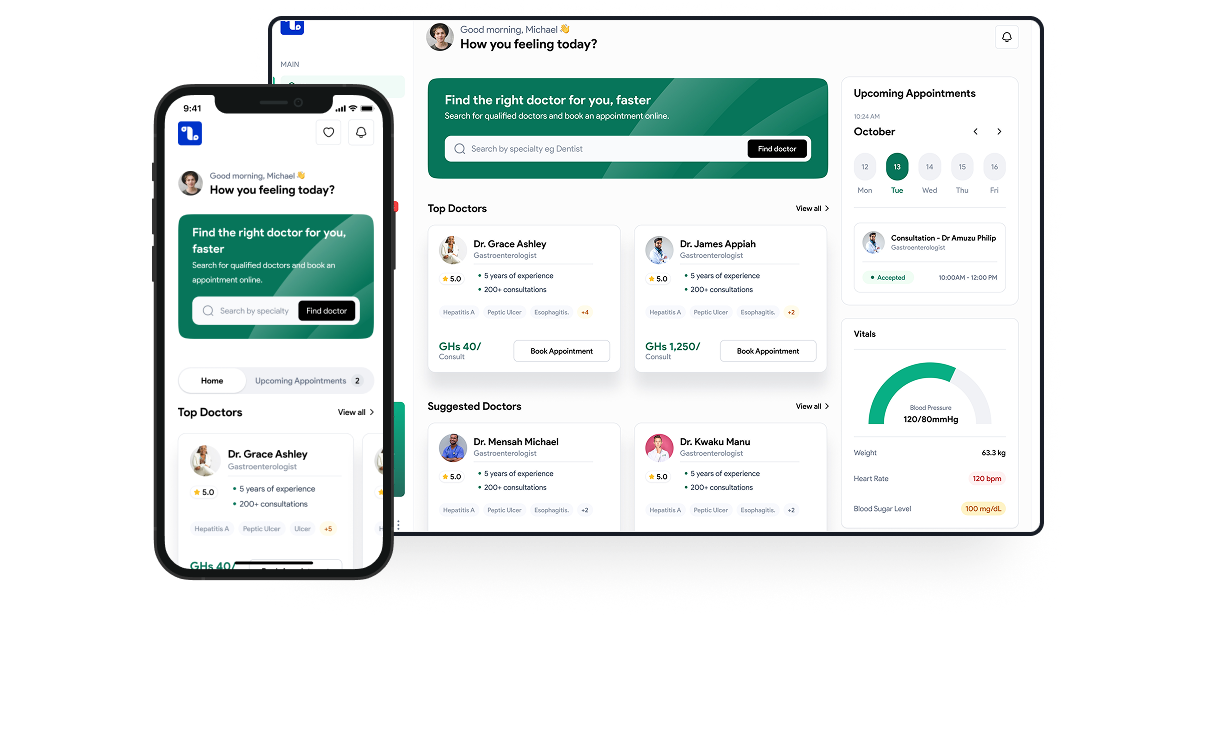 Good morning, Michael 👋
How you feeling today?
MAIN
Find the right doctor for you, faster
Search for qualified doctors and book an appointment online.
Search by specialty eg Dentist
Find doctor
Top Doctors
View all
Dr. Grace Ashley
Gastroenterologist
5.0
5 years of experience
200+ consultations
Hepatitis A
Peptic Ulcer
Esophagitis.
+4
GHs 40/
Consult
Book Appointment
Dr. James Appiah
Gastroenterologist
5.0
5 years of experience
200+ consultations
Hepatitis A
Peptic Ulcer
Esophagitis.
+2
GHs 1,250/
Consult
Book Appointment
Suggested Doctors
View all
Dr. Mensah Michael
Gastroenterologist
5.0
5 years of experience
200+ consultations
Hepatitis A
Peptic Ulcer
Esophagitis.
+2
Dr. Kwaku Manu
Gastroenterologist
5.0
5 years of experience
200+ consultations
Hepatitis A
Peptic Ulcer
Esophagitis.
+2
Upcoming Appointments
10:24 AM
October
12
13
14
15
16
Mon
Tue
Wed
Thu
Fri
Consultation - Dr Amuzu Philip
Gastroenterologist
Accepted
10:00AM - 12:00 PM
Vitals
Blood Pressure
120/80mmHg
Weight
63.3 kg
Heart Rate
120 bpm
Blood Sugar Level
100 mg/dL
9:41
Good morning, Michael 👋
How you feeling today?
Find the right doctor for you,
faster
Search for qualified doctors and book an
appointment online.
Search by specialty
Find doctor
Home
Upcoming Appointments
2
Top Doctors
View all
Dr. Grace Ashley
Gastroenterologist
5.0
5 years of experience
200+ consultations
Hepatitis A
Peptic Ulcer
Ulcer
+5
GHs 40/